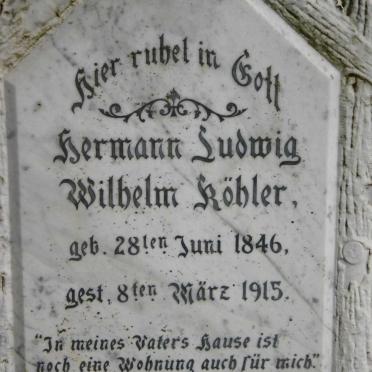 Hier ruhet in Gott
Hermann Ludwig
Wilhelm Köhler,
geb. 28ten Juni 1846,
gest. 8ten März 1915.
"In meines Vaters Hause ist
noch eine Wohnung auch für mich."